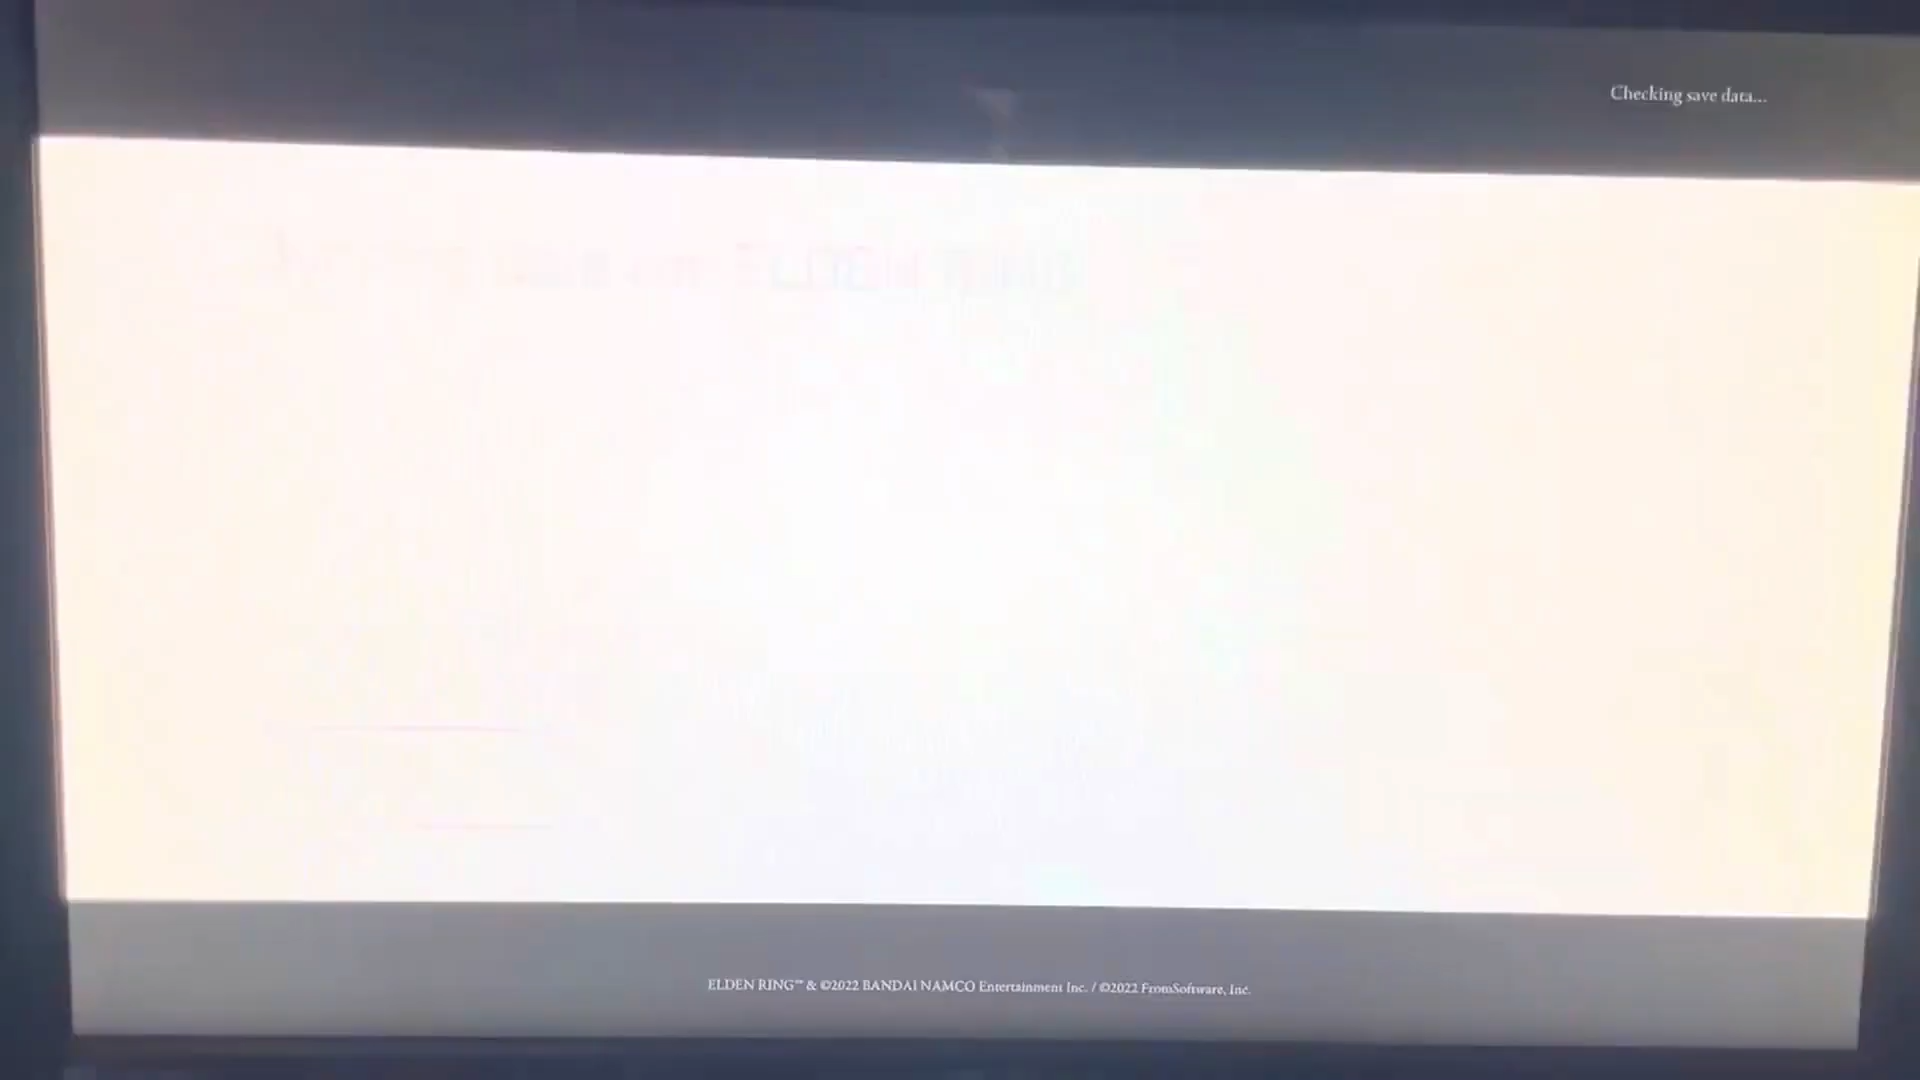 Checking save data...
ELDEN RING™ & ©2022 BANDAI NAMCO Entertainment Inc. / ©2022 FromSoftware, Inc.